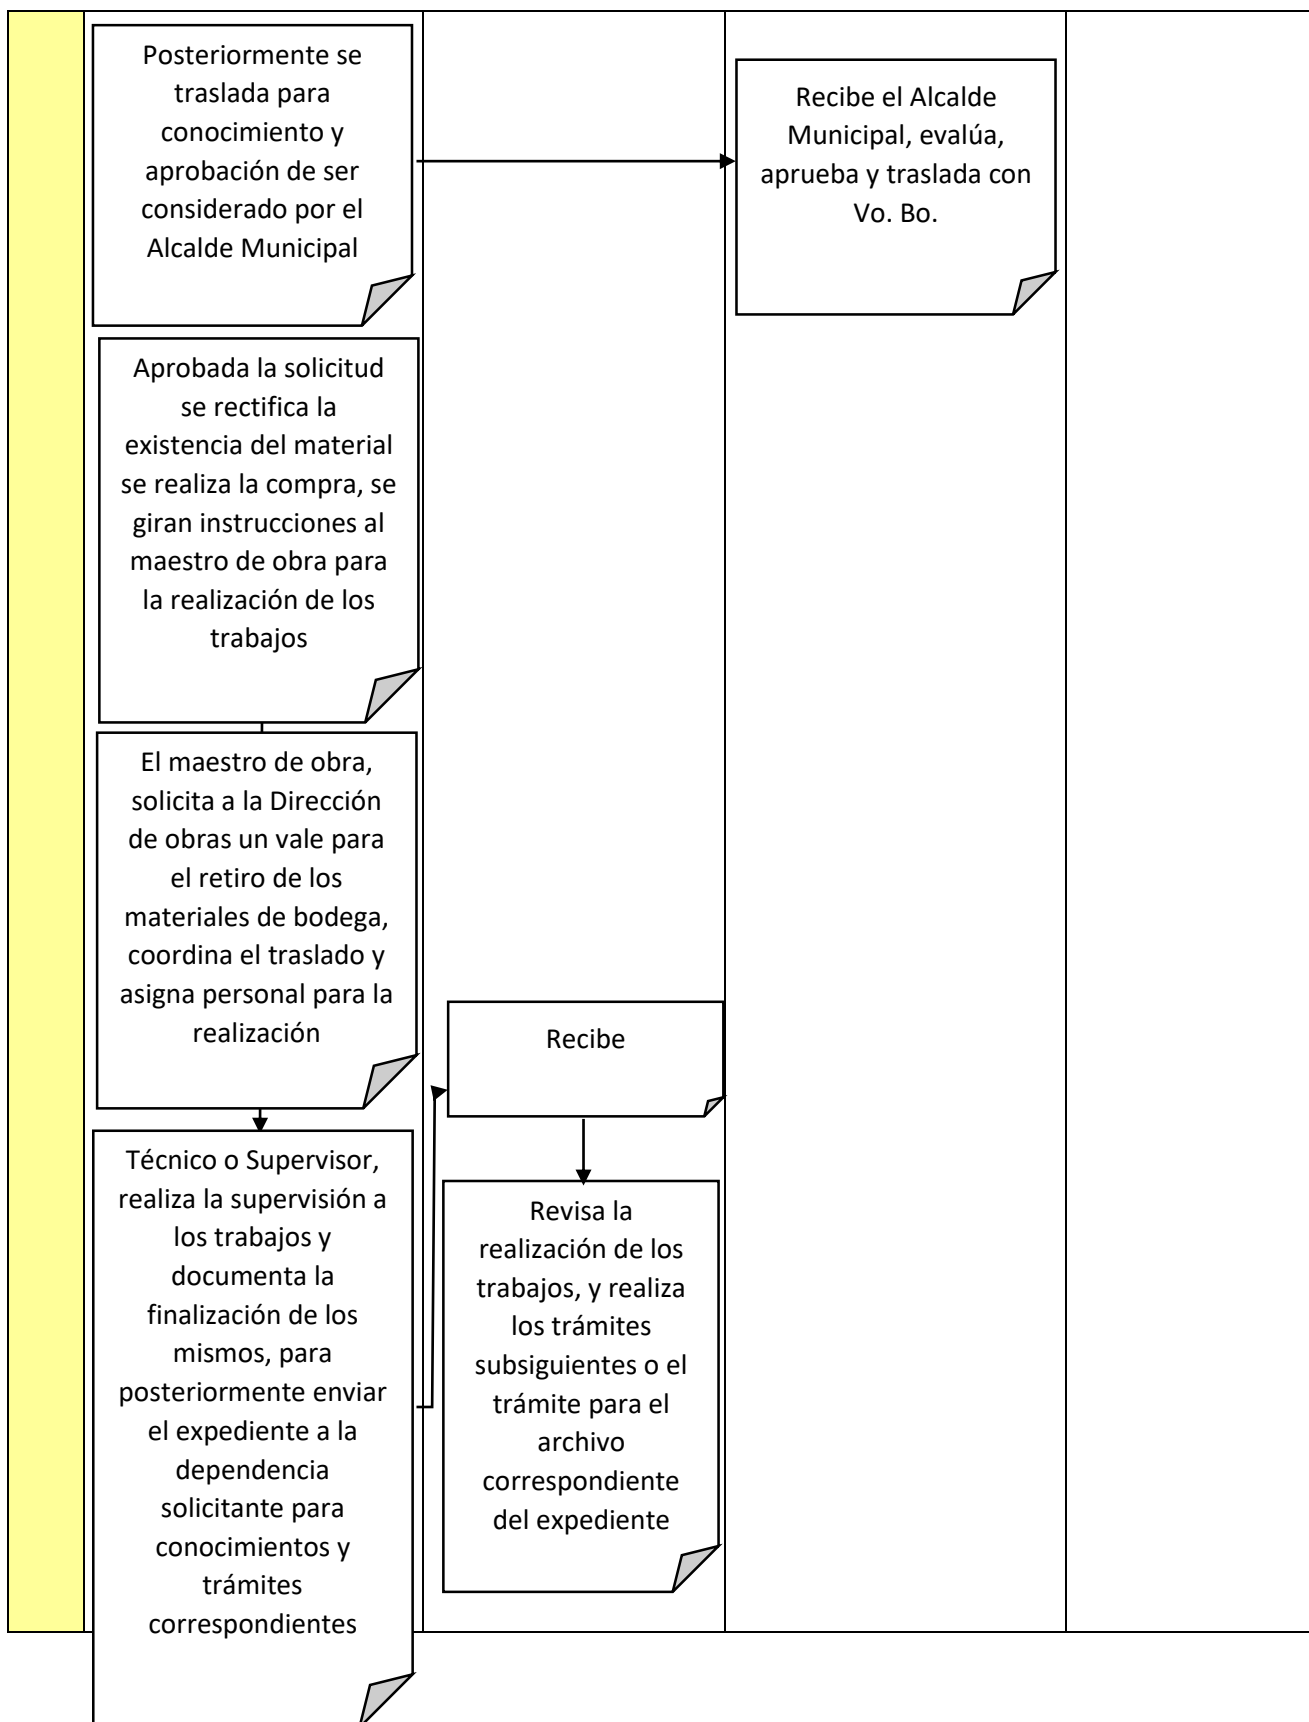 Posteriormente se
traslada para
conocimiento y
aprobación de ser
considerado por el
Alcalde Municipal
Recibe el Alcalde
Municipal, evalúa,
aprueba y traslada con
Vo. Bo.
Aprobada la solicitud
se rectifica la
existencia del material
se realiza la compra, se
giran instrucciones al
maestro de obra para
la realización de los
trabajos
El maestro de obra,
solicita a la Dirección
de obras un vale para
el retiro de los
materiales de bodega,
coordina el traslado y
asigna personal para la
realización
Técnico o Supervisor,
realiza la supervisión a
los trabajos y
documenta la
finalización de los
mismos, para
posteriormente enviar
el expediente a la
dependencia
solicitante para
conocimientos y
trámites
correspondientes
Recibe
Revisa la
realización de los
trabajos, y realiza
los trámites
subsiguientes o el
trámite para el
archivo
correspondiente
del expediente